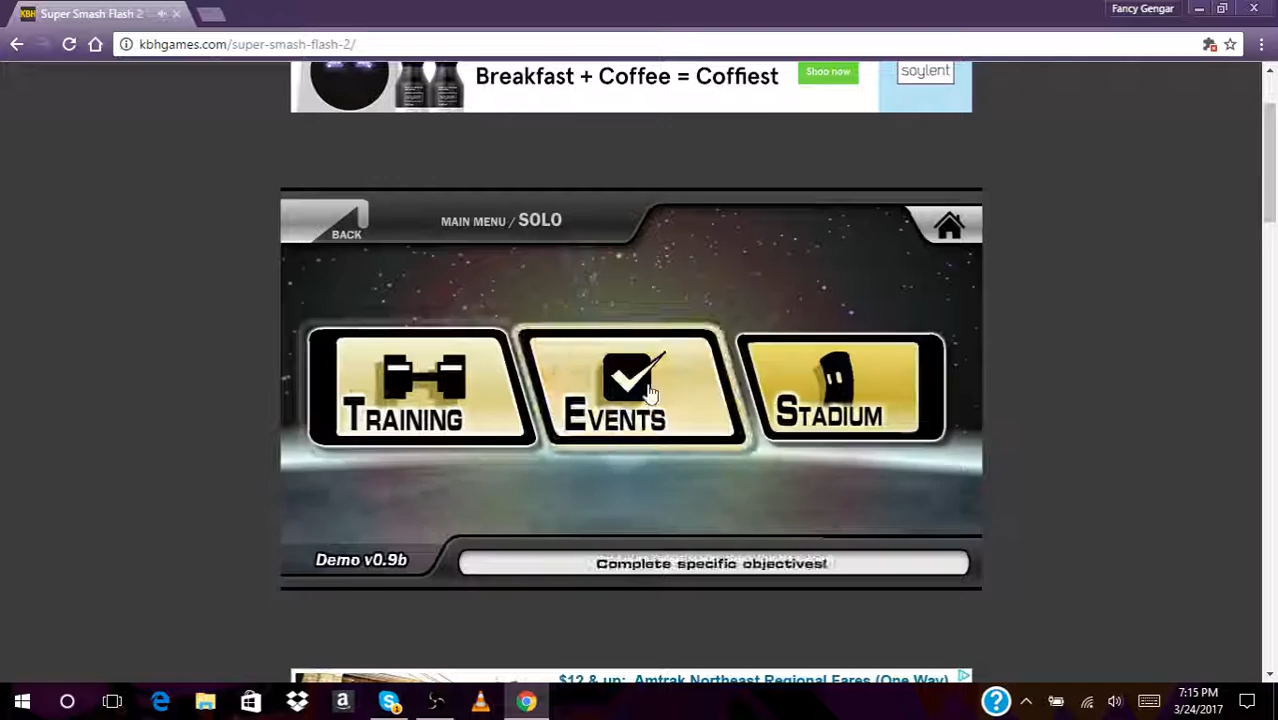 KBH Super Smash Flash 2
Fancy Gengar
kbhgames.com/super-smash-flash-2/
Breakfast + Coffee = Coffiest
Shop now
soylent
BACK
MAIN MENU / SOLO
TRAINING
EVENTS
STADIUM
Demo v0.9b
Complete specific objectives!
$12 & up: Amtrak Northeast Regional Fares (One Way)
7:15 PM
3/24/2017